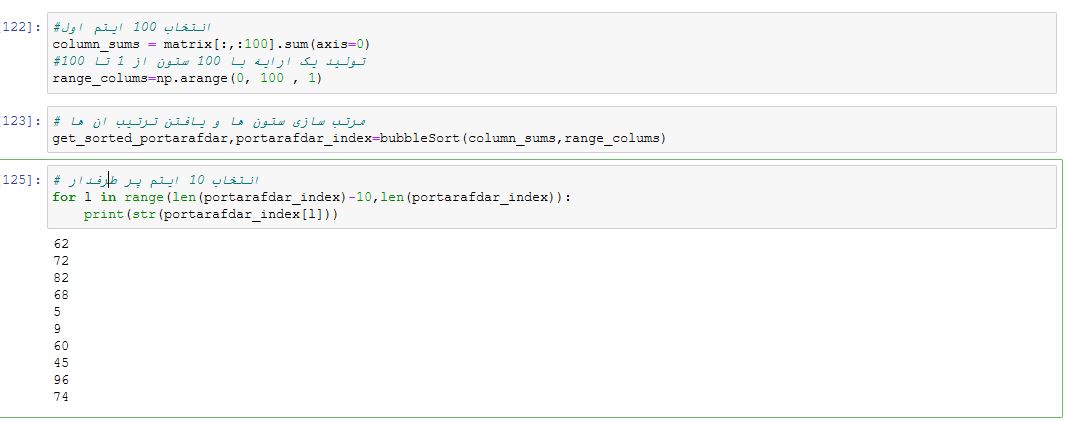 122]:
#انتخاب 100 ایتم اول
column_sums = matrix[:,:100].sum(axis=0)
#تولید یک ارایه با 100 ستون از 1 تا 100
range_colums=np.arange(0, 100 , 1)
123]:
# مرتب سازی ستون ها و یافتن ترتیب ان ها
get_sorted_portarafdar,portarafdar_index=bubbleSort(column_sums,range_colums)
125]:
# انتخاب 10 ایتم پر طرفدار
for l in range(len(portarafdar_index)-10,len(portarafdar_index)):
print(str(portarafdar_index[l]))
62
72
82
68
5
9
60
45
96
74